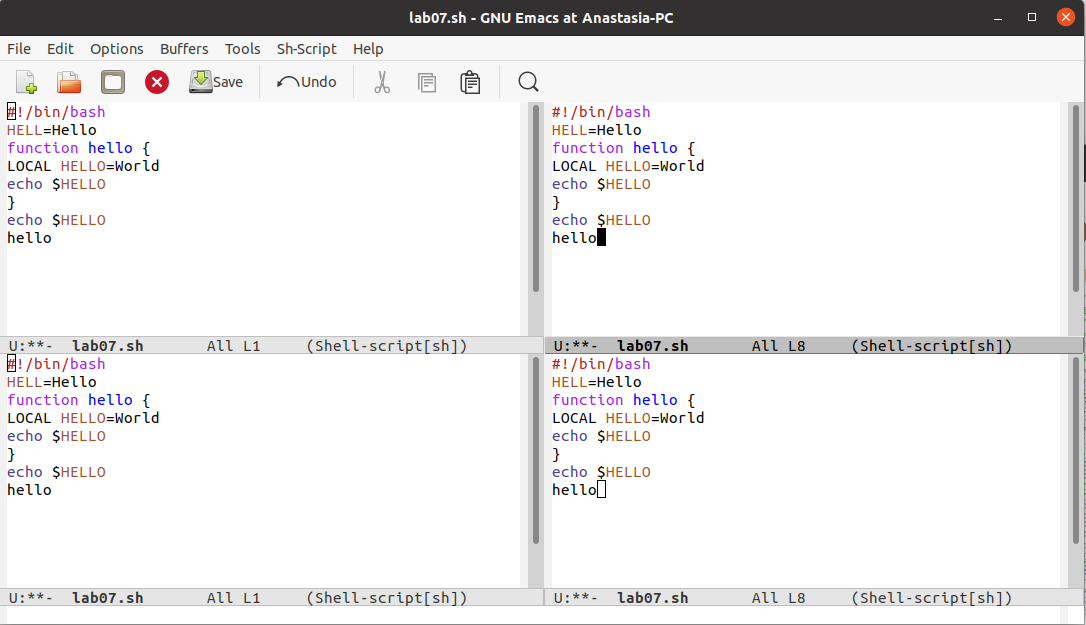 lab07.sh - GNU Emacs at Anastasia-PC
File Edit Options Buffers Tools Sh-Script Help
Save Undo
#!/bin/bash
HELL=Hello
function hello {
LOCAL HELLO=World
echo $HELLO
}
echo $HELLO
hello
U:**-  lab07.sh       All L1     (Shell-script[sh])
#!/bin/bash
HELL=Hello
function hello {
LOCAL HELLO=World
echo $HELLO
}
echo $HELLO
hello
U:**-  lab07.sh       All L8     (Shell-script[sh])
#!/bin/bash
HELL=Hello
function hello {
LOCAL HELLO=World
echo $HELLO
}
echo $HELLO
hello
U:**-  lab07.sh       All L1     (Shell-script[sh])
#!/bin/bash
HELL=Hello
function hello {
LOCAL HELLO=World
echo $HELLO
}
echo $HELLO
hello
U:**-  lab07.sh       All L8     (Shell-script[sh])